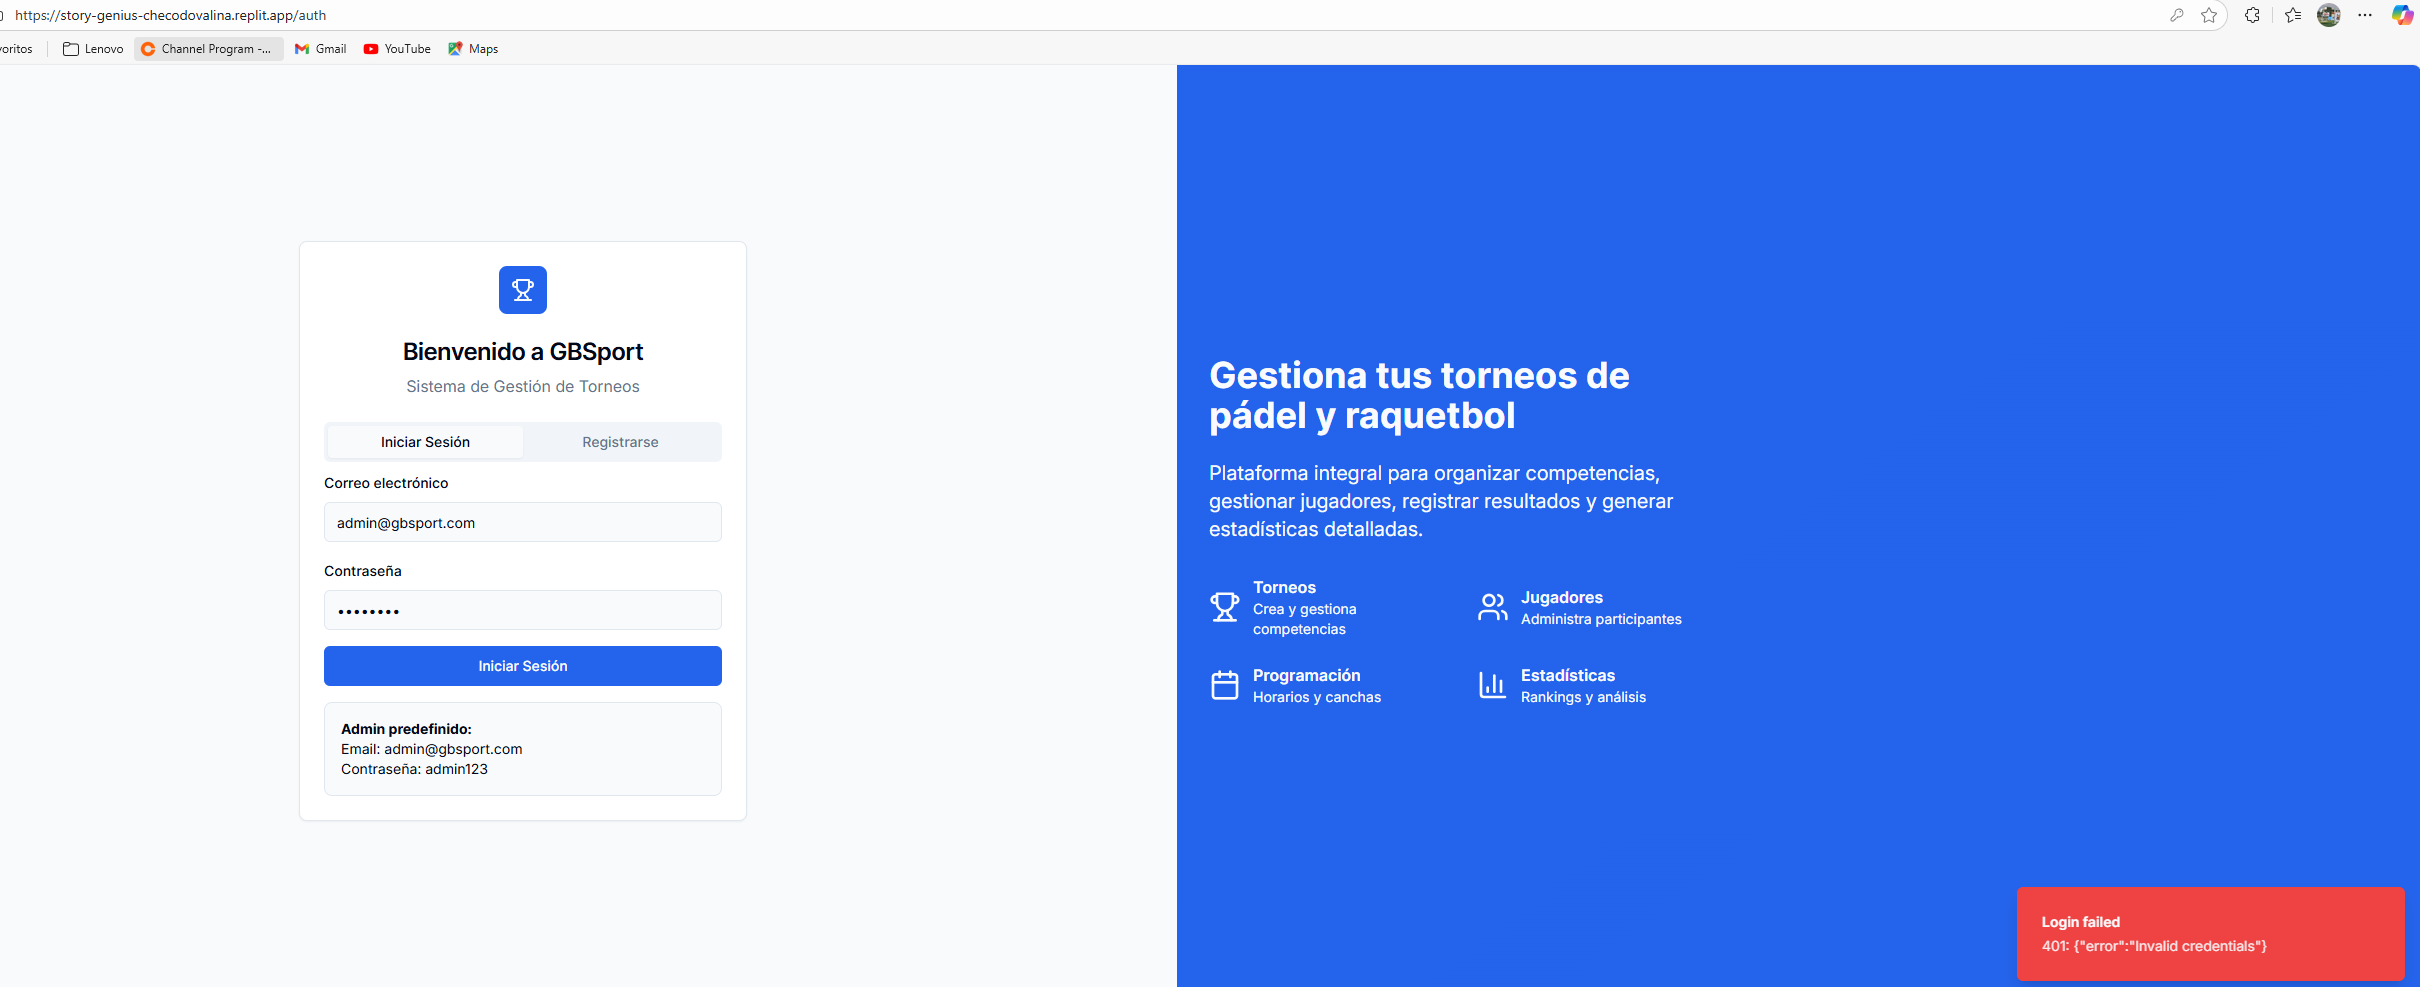 https://story-genius-checodovalina.replit.app/auth
voritos
Lenovo
Channel Program -...
Gmail
YouTube
Maps
Bienvenido a GBSport
Sistema de Gestión de Torneos
Iniciar Sesión
Registrarse
Correo electrónico
admin@gbsport.com
Contraseña
••••••••
Iniciar Sesión
Admin predefinido:
Email: admin@gbsport.com
Contraseña: admin123
Gestiona tus torneos de
pádel y raquetbol
Plataforma integral para organizar competencias,
gestionar jugadores, registrar resultados y generar
estadísticas detalladas.
Torneos
Crea y gestiona
competencias
Jugadores
Administra participantes
Programación
Horarios y canchas
Estadísticas
Rankings y análisis
Login failed
401: {"error":"Invalid credentials"}